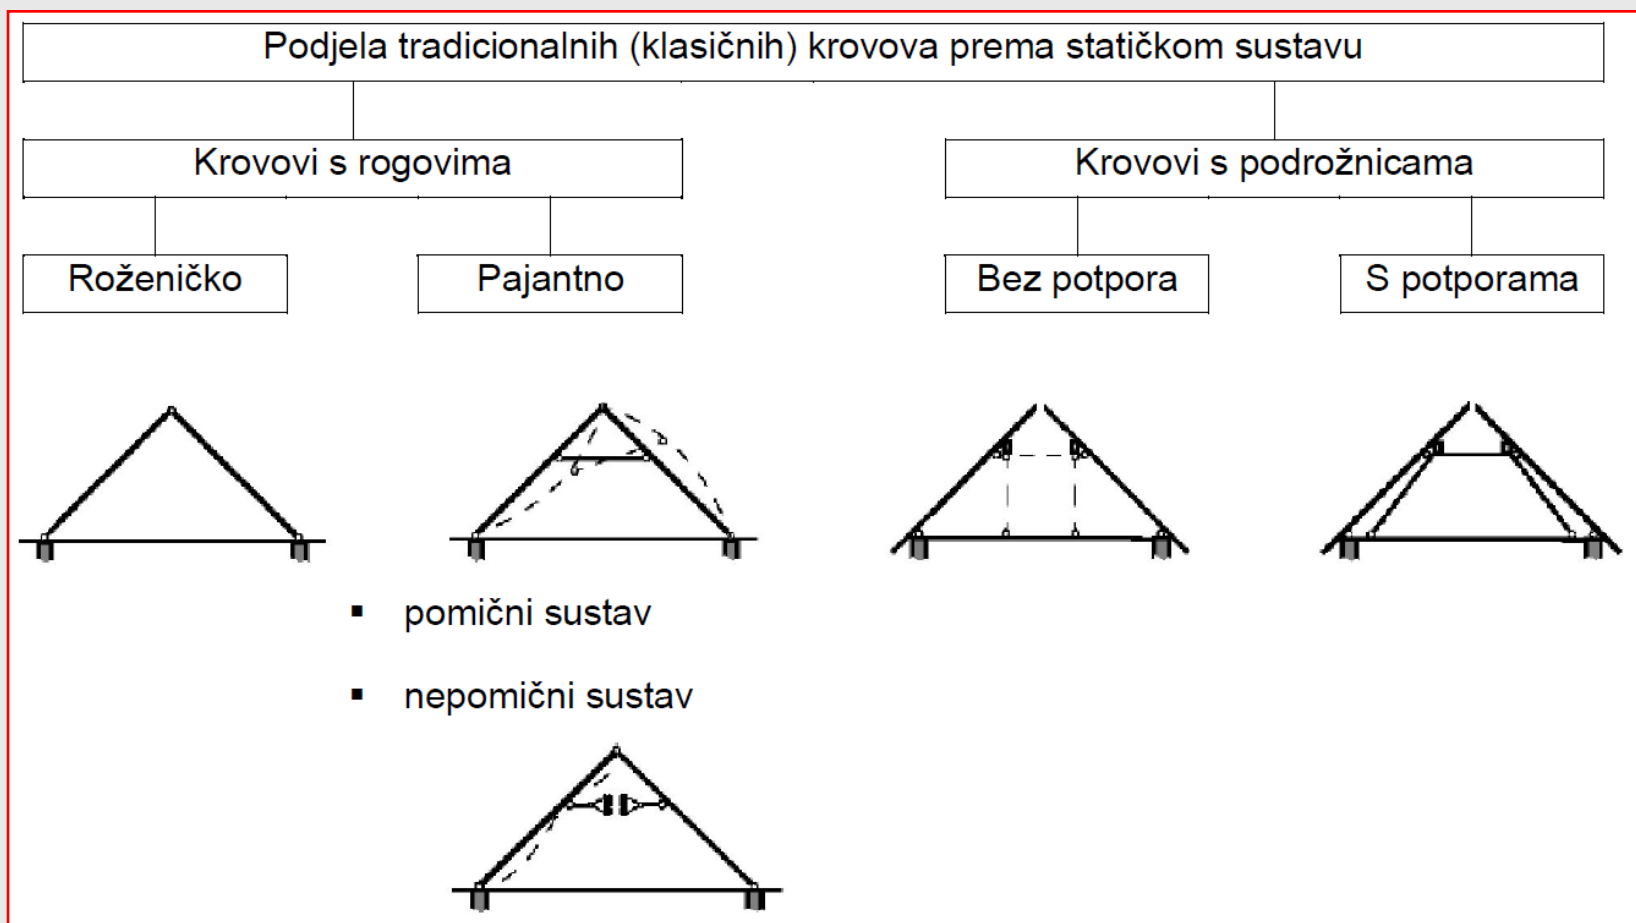 Podjela tradicionalnih (klasičnih) krovova prema statičkom sustavu
Krovovi s rogovima
Krovovi s podrožnicama
Roženičko
Pajantno
Bez potpora
S potporama
▪ pomični sustav
▪ nepomični sustav